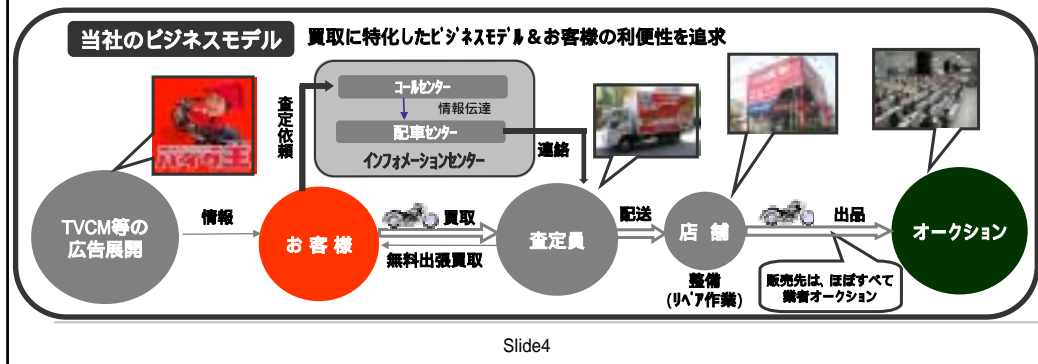 当社のビジネスモデル
買取に特化したﾋﾞｼﾞﾈｽﾓﾃﾞﾙ＆お客様の利便性を追求
ｺｰﾙｾﾝﾀｰ
情報伝達
配車ｾﾝﾀｰ
インフォメーションセンター
査定依頼
連絡
バイク王
TVCM等の
広告展開
情報
お客様
買取
無料出張買取
査定員
配送
店舗
整備
(ﾘﾍﾟｱ作業)
出品
販売先は、ほぼすべて
業者オークション
オークション
Slide4